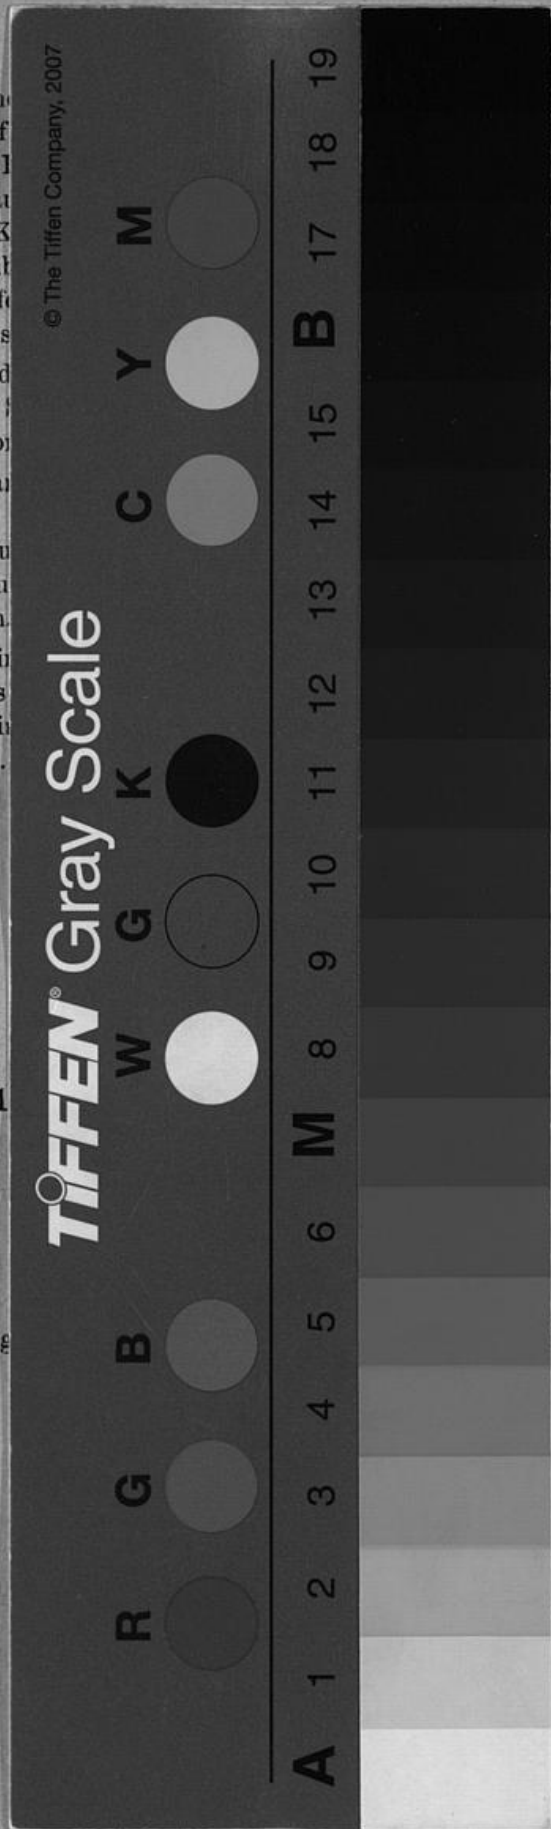 TIFFEN® Gray Scale
© The Tiffen Company, 2007
R G B W G K C Y M
A 1 2 3 4 5 6 M 8 9 10 11 12 13 14 15 B 17 18 19